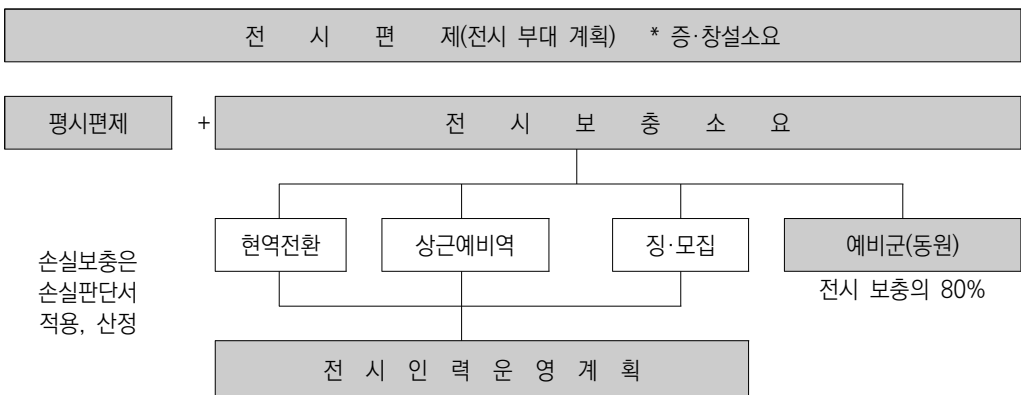 전 시 편 제(전시 부대 계획) * 증·창설소요
평시편제 + 전 시 보 충 소 요
현역전환 상근예비역 징·모집 예비군(동원)
전시 보충의 80%
손실보충은
손실판단서
적용, 산정
전 시 인 력 운 영 계 획